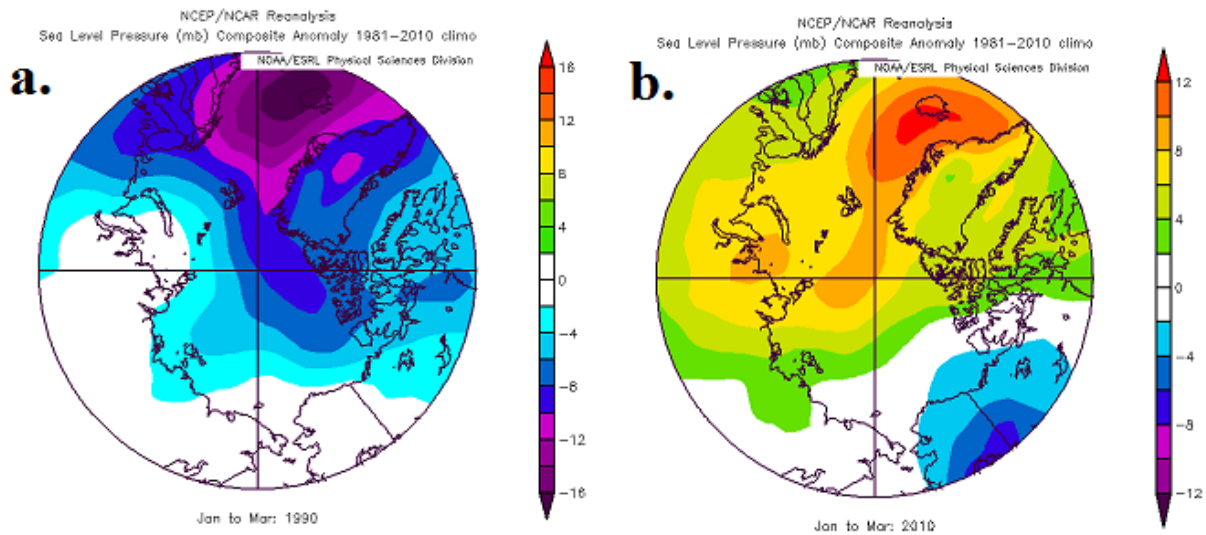 a.
NCEP/NCAR Reanalysis
Sea Level Pressure (mb) Composite Anomaly 1981−2010 climo
NOAA/ESRL Physical Sciences Division
16
12
8
4
0
−4
−8
−12
−16
Jan to Mar: 1990
b.
NCEP/NCAR Reanalysis
Sea Level Pressure (mb) Composite Anomaly 1981−2010 climo
NOAA/ESRL Physical Sciences Division
12
8
4
0
−4
−8
−12
Jan to Mar: 2010